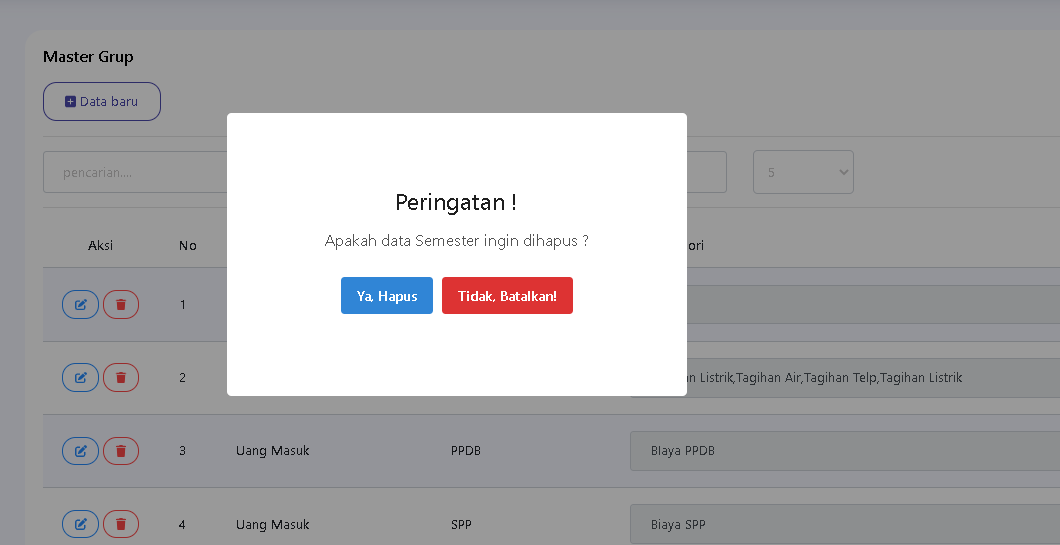 Master Grup
Data baru
pencarian....
5
Peringatan !
Apakah data Semester ingin dihapus ?
Ya, Hapus
Tidak, Batalkan!
Aksi
No
ori
1
2
n Listrik,Tagihan Air,Tagihan Telp,Tagihan Listrik
3
Uang Masuk
PPDB
BIaya PPDB
4
Uang Masuk
SPP
Biaya SPP